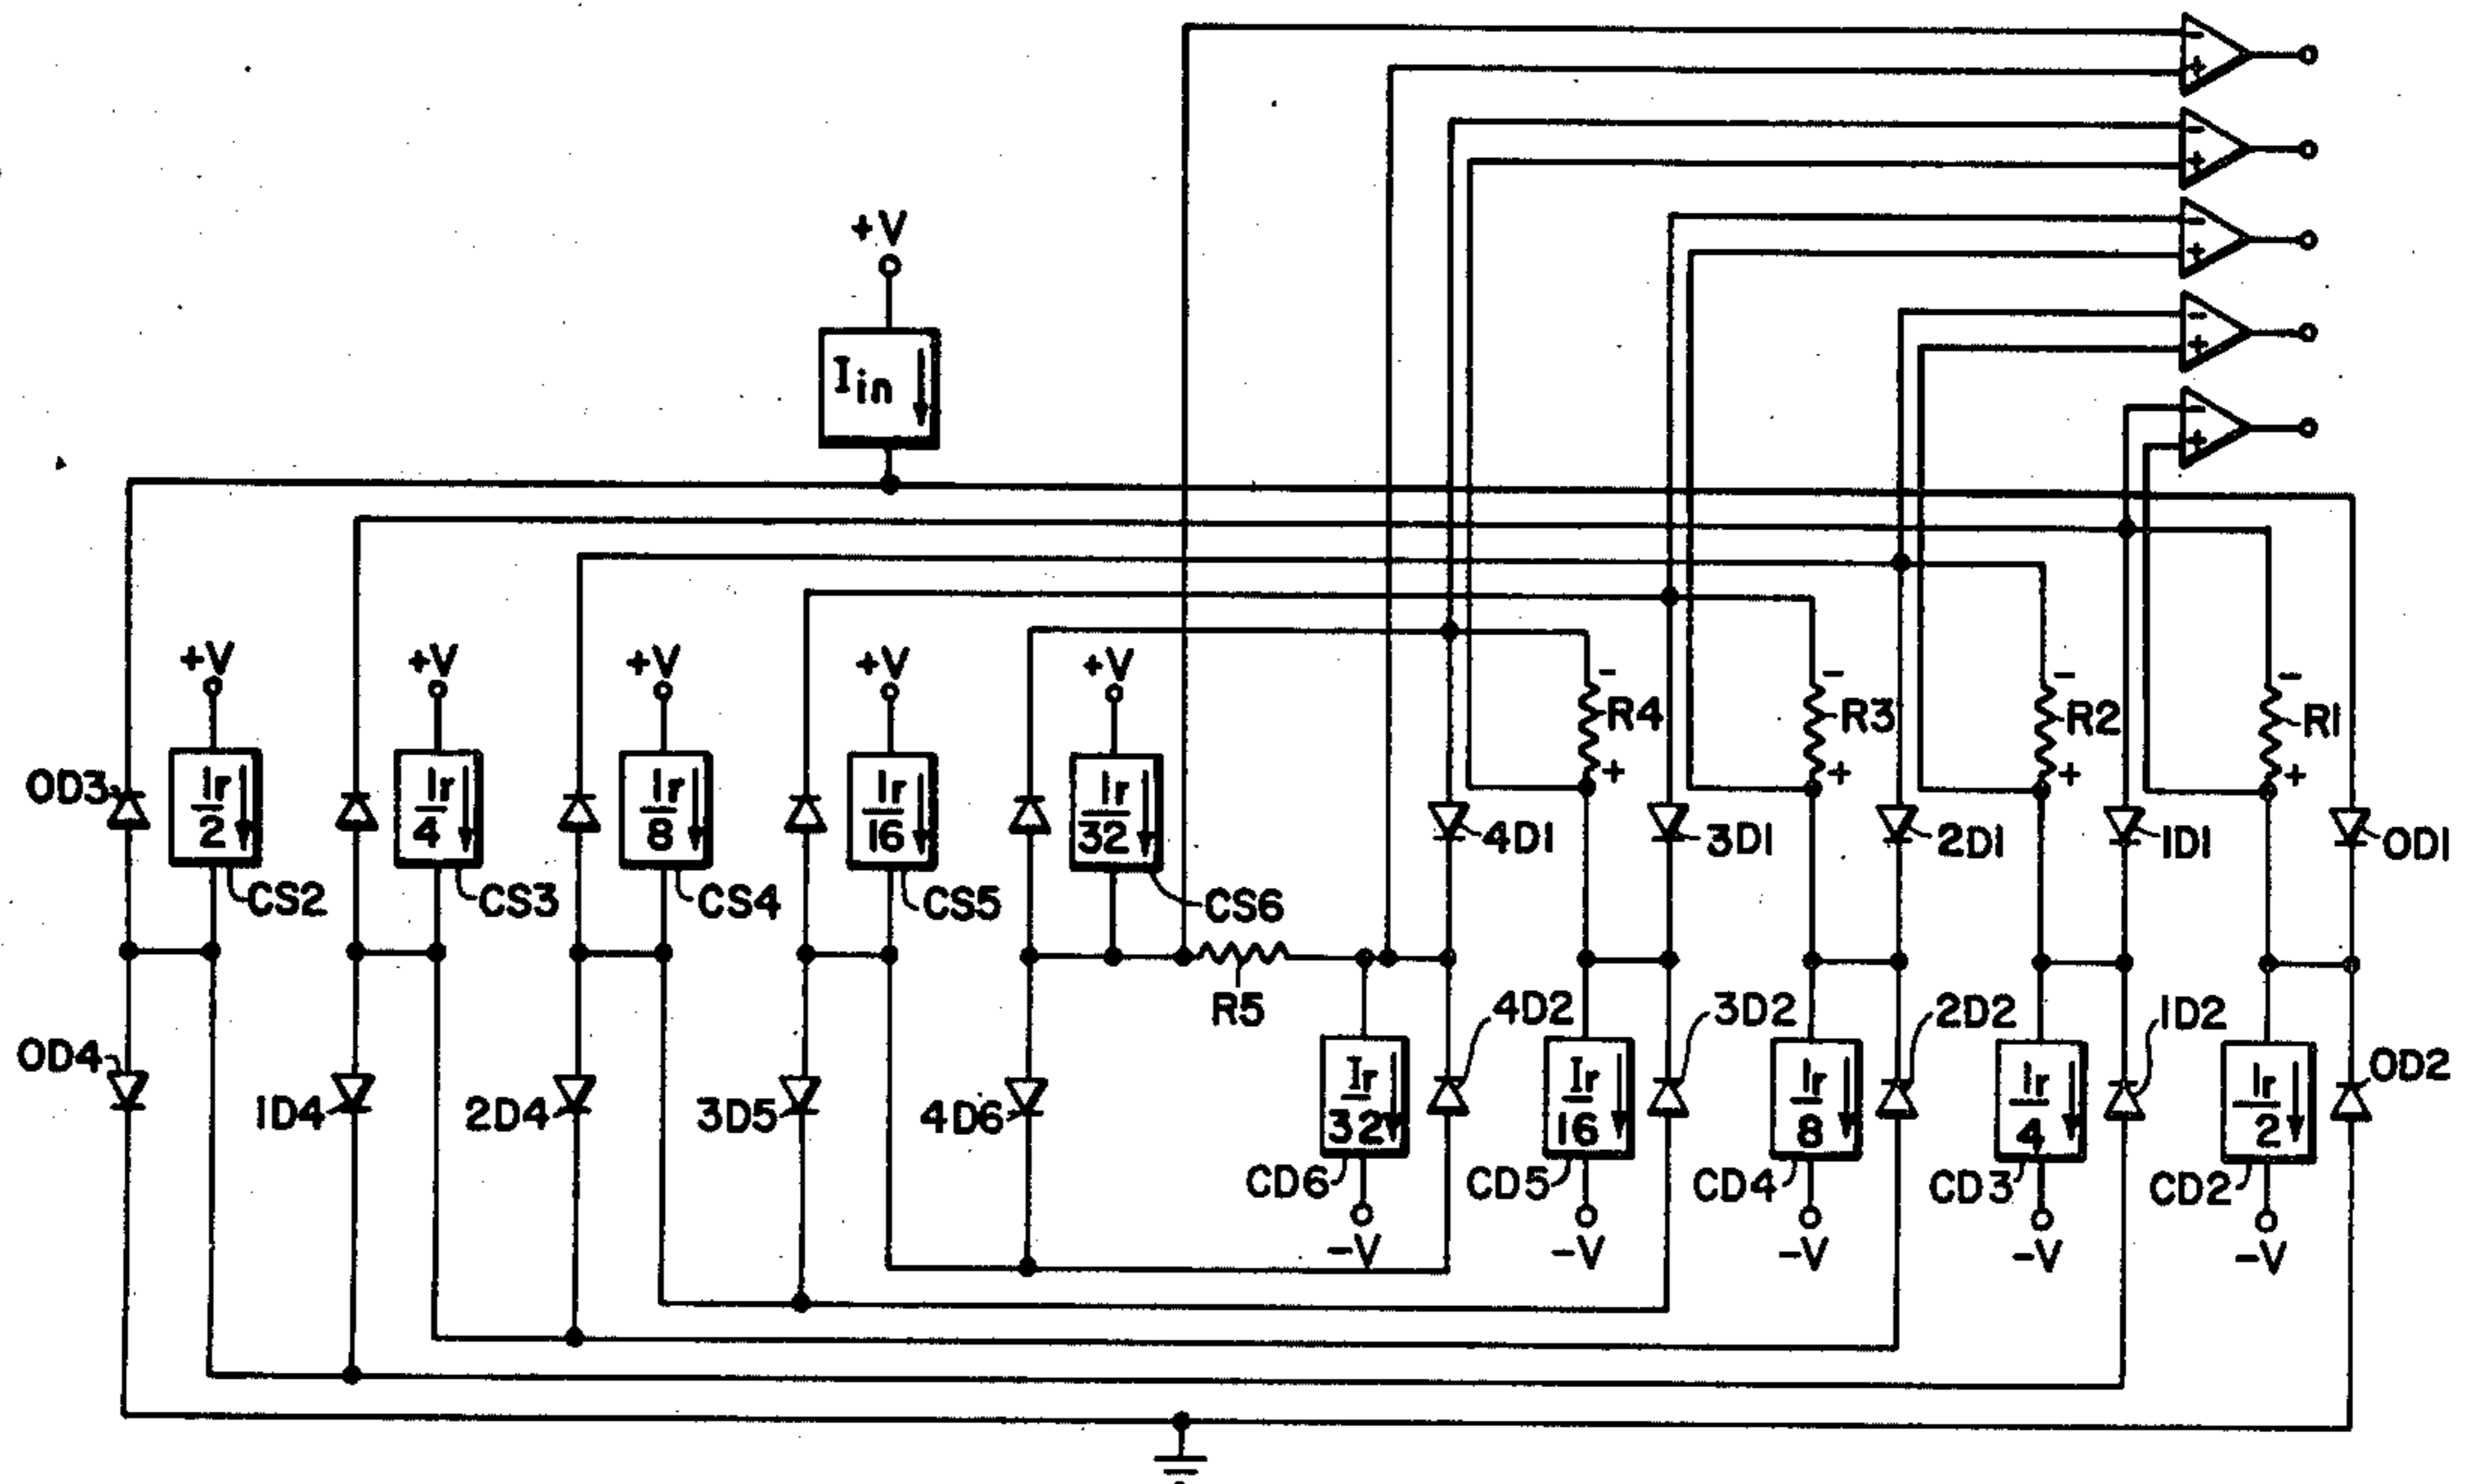 −
+
−
+
−
+
−
+
−
+
+V
Iin
+V
+V
+V
+V
+V
− R4 +
− R3 +
− R2 +
− R1 +
OD3
Ir/2
Ir/4
Ir/8
Ir/16
Ir/32
CS2
CS3
CS4
CS5
CS6
4D1
3D1
2D1
1D1
OD1
R5
4D2
3D2
2D2
1D2
OD2
OD4
1D4
2D4
3D5
4D6
Ir/32
Ir/16
Ir/8
Ir/4
Ir/2
CD6
CD5
CD4
CD3
CD2
−V
−V
−V
−V
−V